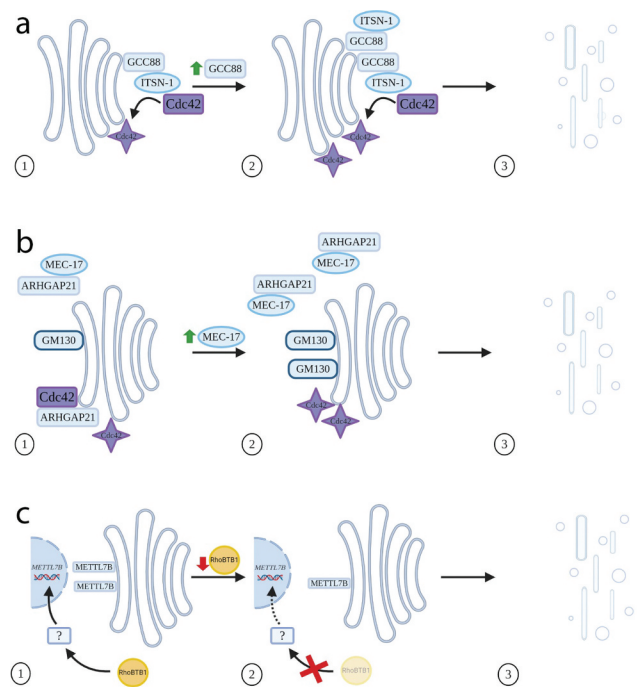 a
GCC88
ITSN-1
Cdc42
Cdc42
1
GCC88
ITSN-1
GCC88
GCC88
ITSN-1
Cdc42
Cdc42
Cdc42
2
3
b
MEC-17
ARHGAP21
GM130
Cdc42
ARHGAP21
Cdc42
1
MEC-17
ARHGAP21
MEC-17
ARHGAP21
MEC-17
GM130
GM130
Cdc42
Cdc42
2
3
c
METTL7B
METTL7B
METTL7B
?
RhoBTB1
1
RhoBTB1
METTL7B
METTL7B
?
RhoBTB1
2
3